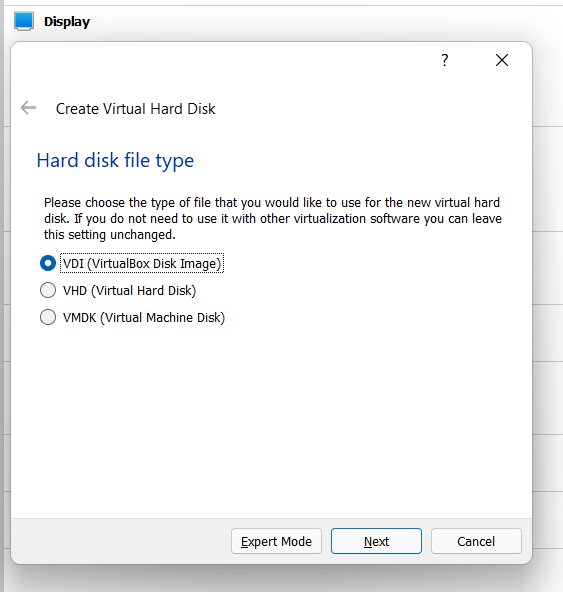 Display
?
Create Virtual Hard Disk
Hard disk file type
Please choose the type of file that you would like to use for the new virtual hard
disk. If you do not need to use it with other virtualization software you can leave
this setting unchanged.
VDI (VirtualBox Disk Image)
VHD (Virtual Hard Disk)
VMDK (Virtual Machine Disk)
Expert Mode Next Cancel